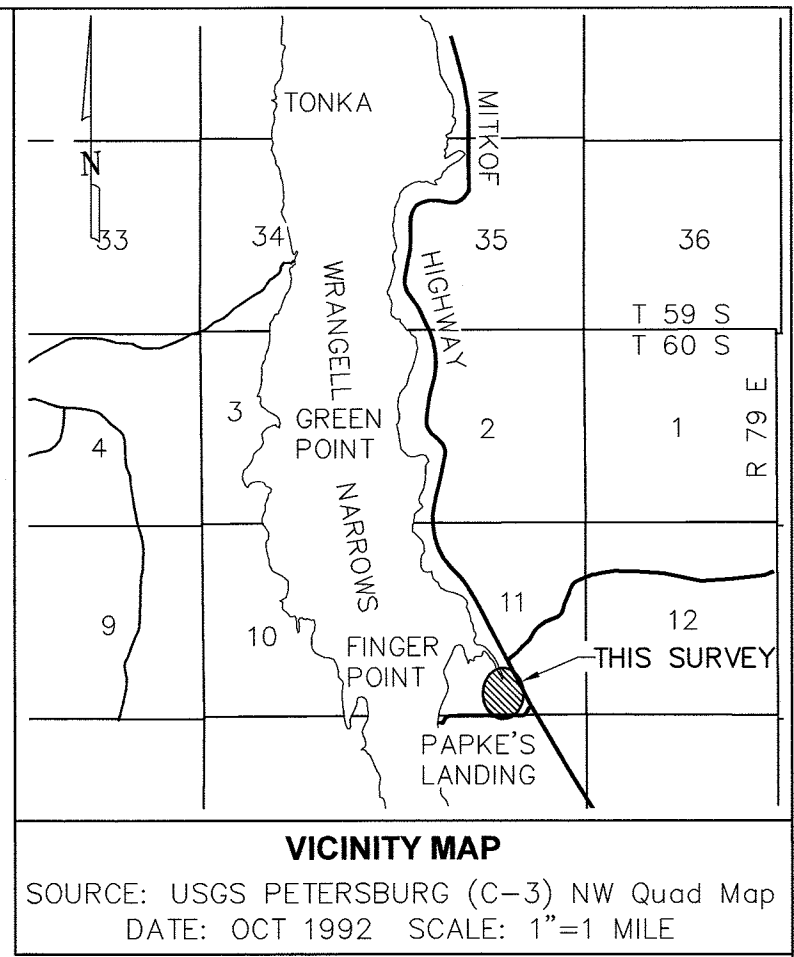 TONKA
MITKOF
N
33
34
35
36
WRANGELL
HIGHWAY
T 59 S
T 60 S
3
GREEN
POINT
2
1
R 79 E
4
NARROWS
11
9
10
12
FINGER
POINT
THIS SURVEY
PAPKE'S
LANDING
VICINITY MAP
SOURCE: USGS PETERSBURG (C-3) NW Quad Map
DATE: OCT 1992 SCALE: 1"=1 MILE